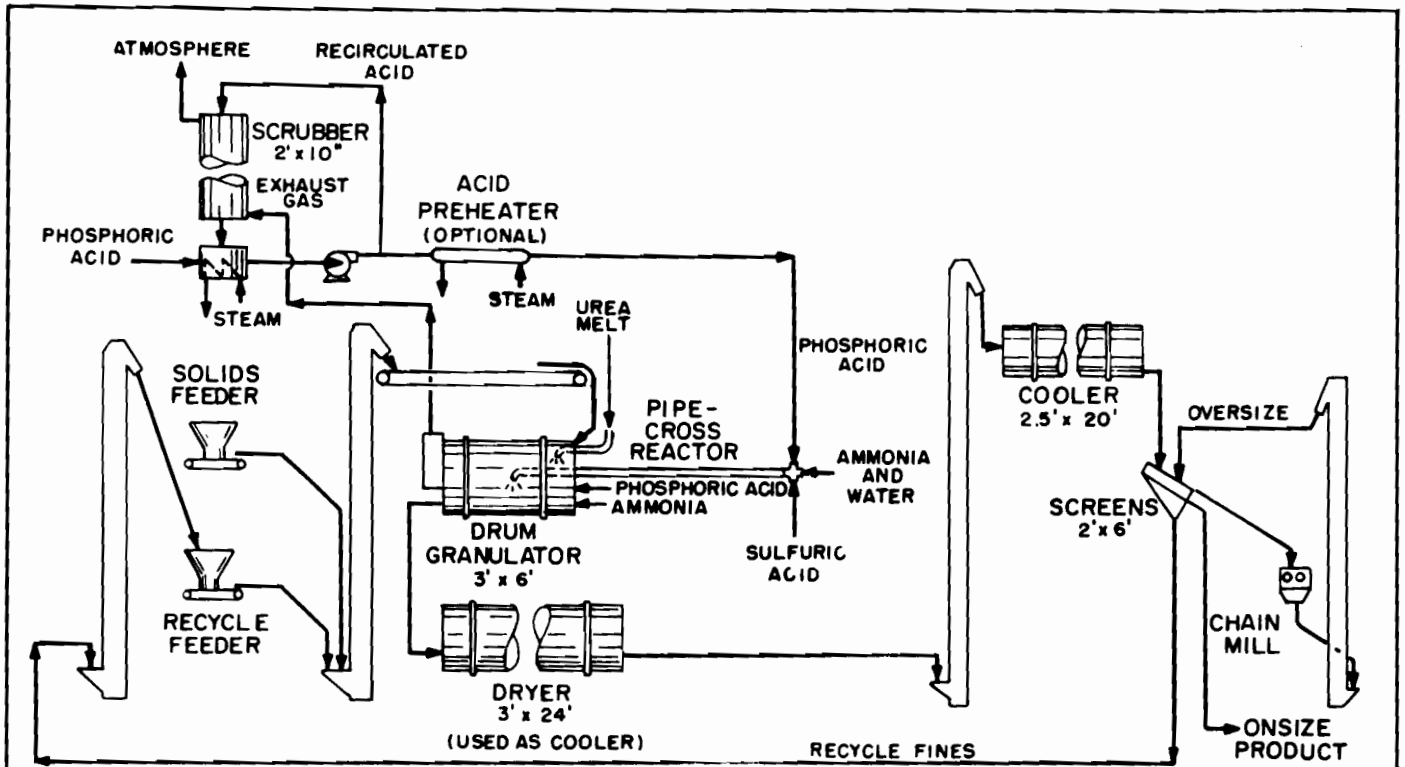 ATMOSPHERE
RECIRCULATED
ACID
SCRUBBER
2' x 10"
EXHAUST
GAS
ACID
PREHEATER
(OPTIONAL)
PHOSPHORIC
ACID
STEAM
STEAM
UREA
MELT
PHOSPHORIC
ACID
SOLIDS
FEEDER
PIPE-
CROSS
REACTOR
COOLER
2.5' x 20'
OVERSIZE
AMMONIA
AND
WATER
PHOSPHORIC ACID
AMMONIA
SCREENS
2' x 6'
DRUM
GRANULATOR
3' x 6'
SULFURIC
ACID
RECYCLE
FEEDER
CHAIN
MILL
DRYER
3' x 24'
(USED AS COOLER)
RECYCLE FINES
ONSIZE
PRODUCT